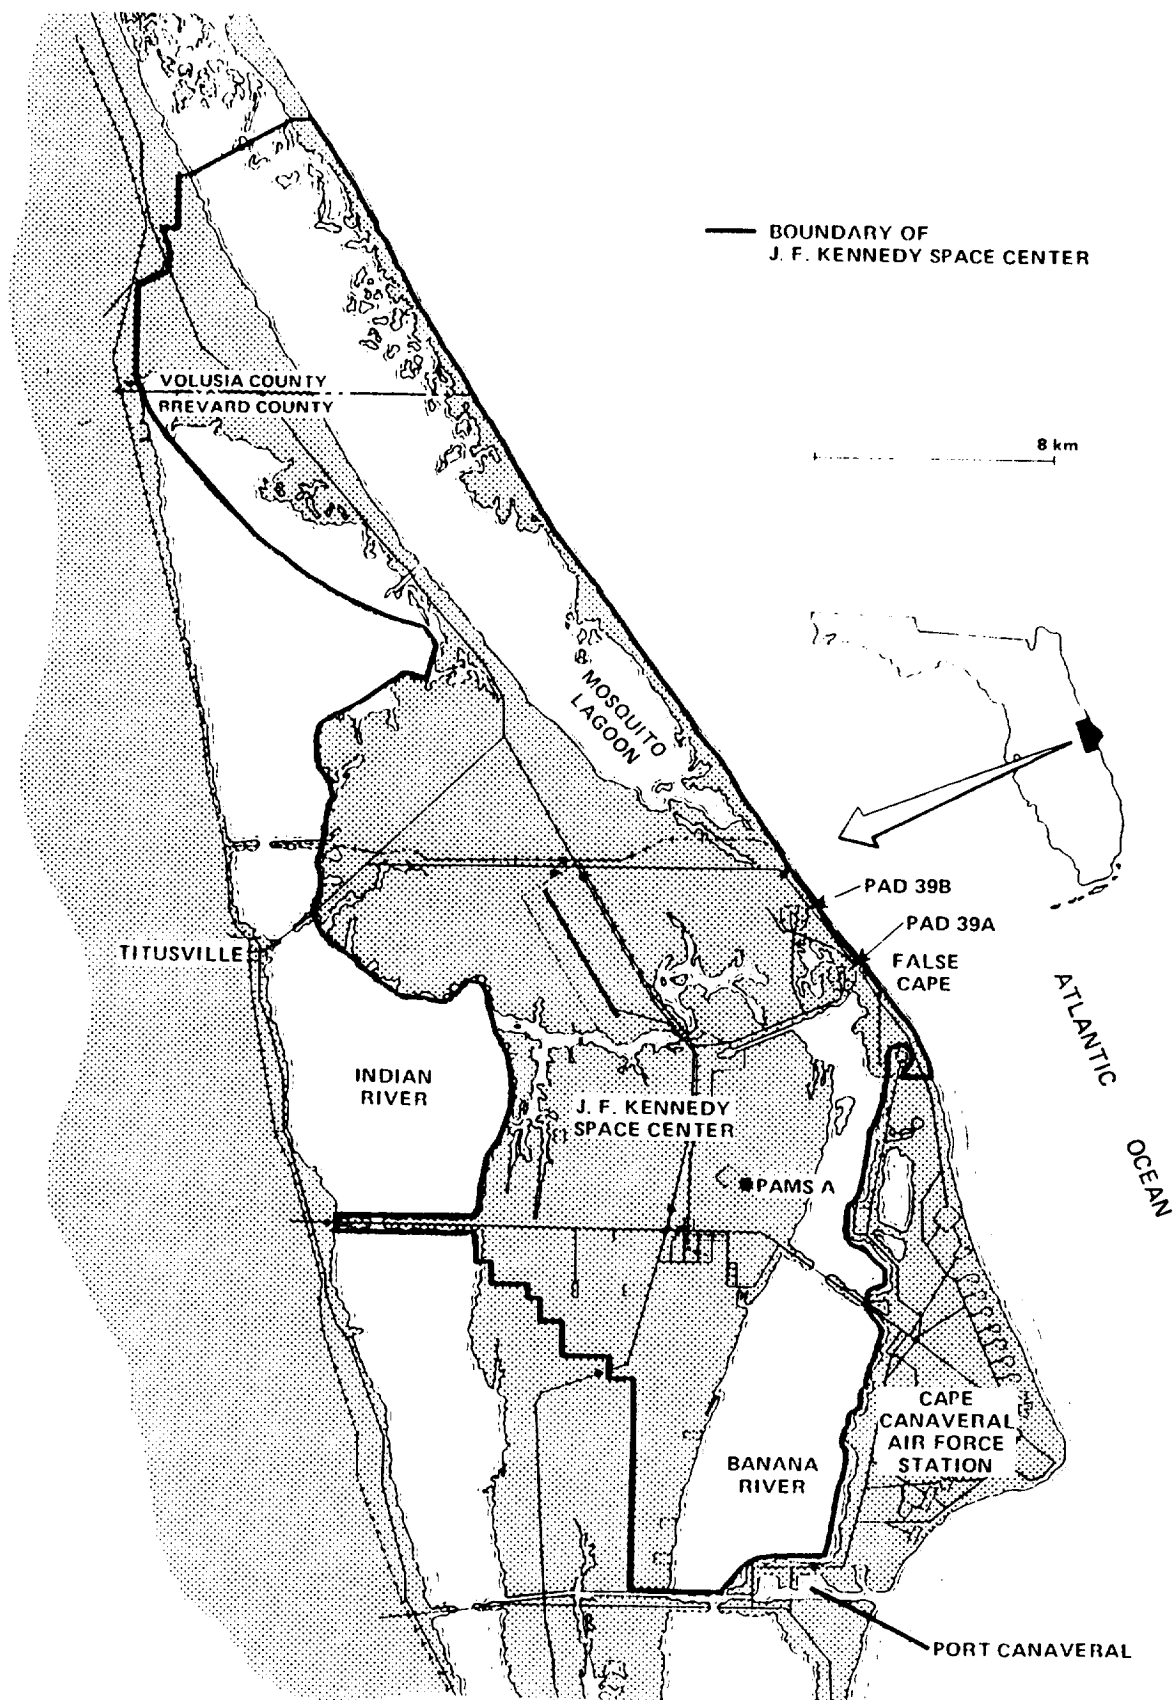 BOUNDARY OF
J. F. KENNEDY SPACE CENTER
VOLUSIA COUNTY
BREVARD COUNTY
8 km
MOSQUITO
LAGOON
PAD 39B
PAD 39A
FALSE
CAPE
TITUSVILLE
ATLANTIC
OCEAN
INDIAN
RIVER
J. F. KENNEDY
SPACE CENTER
PAMS A
CAPE
CANAVERAL
AIR FORCE
STATION
BANANA
RIVER
PORT CANAVERAL